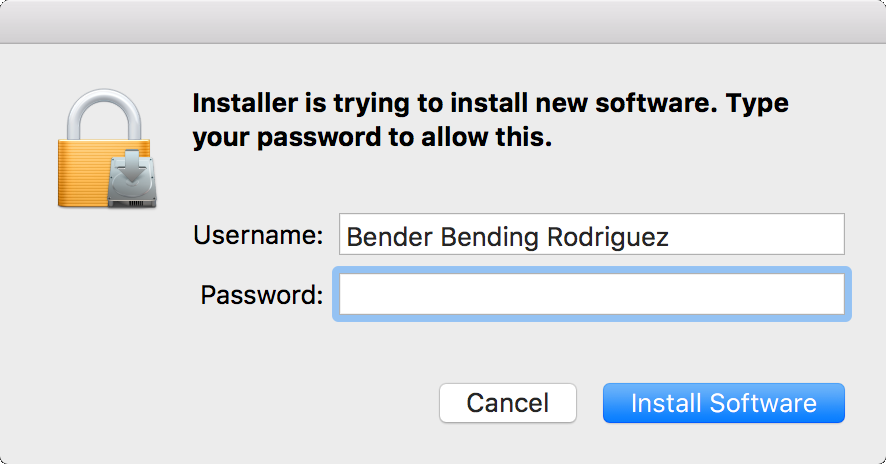 Installer is trying to install new software. Type
your password to allow this.
Username: Bender Bending Rodriguez
Password:
Cancel Install Software